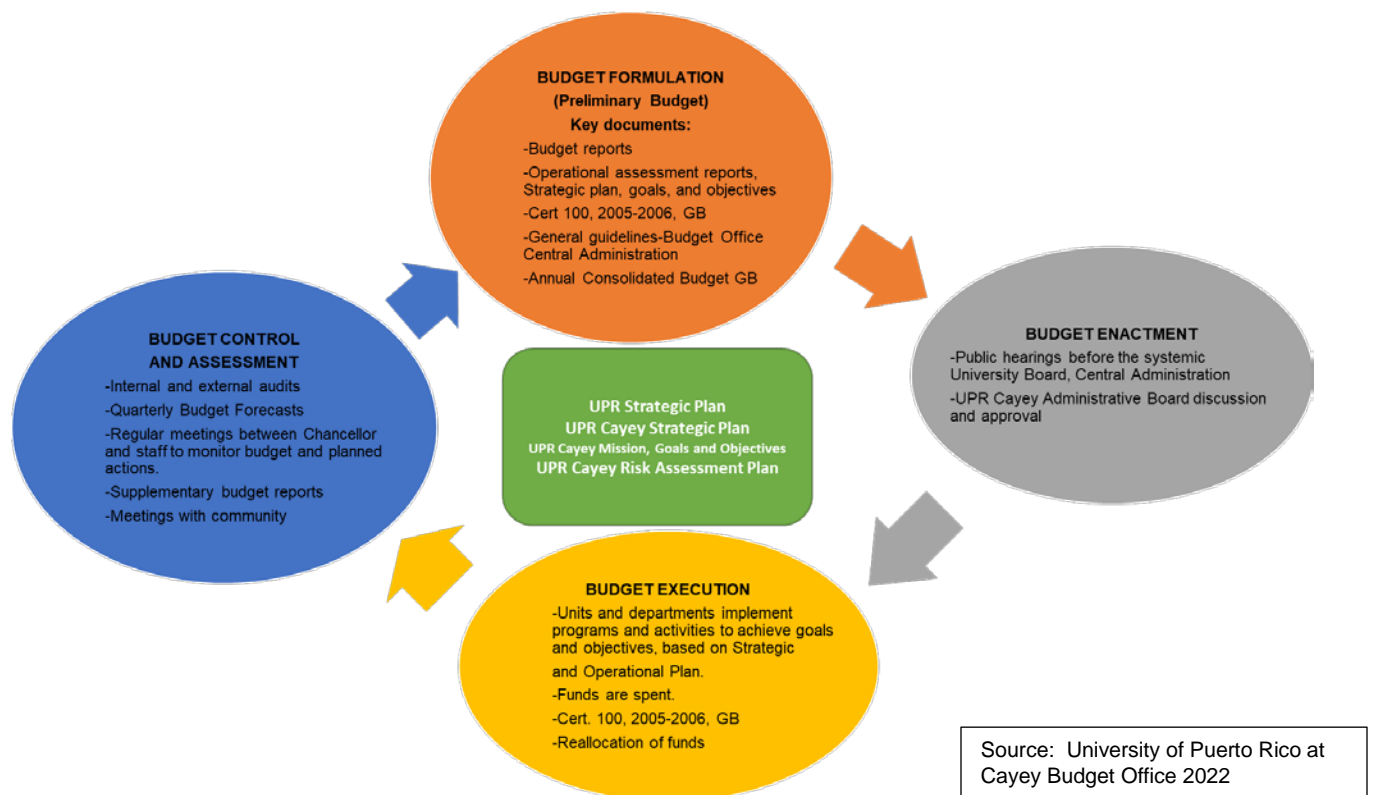 BUDGET FORMULATION
(Preliminary Budget)
Key documents:
-Budget reports
-Operational assessment reports,
Strategic plan, goals, and objectives
-Cert 100, 2005-2006, GB
-General guidelines-Budget Office
Central Administration
-Annual Consolidated Budget GB
BUDGET ENACTMENT
-Public hearings before the systemic
University Board, Central Administration
-UPR Cayey Administrative Board discussion
and approval
BUDGET CONTROL
AND ASSESSMENT
-Internal and external audits
-Quarterly Budget Forecasts
-Regular meetings between Chancellor
and staff to monitor budget and planned
actions.
-Supplementary budget reports
-Meetings with community
UPR Strategic Plan
UPR Cayey Strategic Plan
UPR Cayey Mission, Goals and Objectives
UPR Cayey Risk Assessment Plan
BUDGET EXECUTION
-Units and departments implement
programs and activities to achieve goals
and objectives, based on Strategic
and Operational Plan.
-Funds are spent.
-Cert. 100, 2005-2006, GB
-Reallocation of funds
Source: University of Puerto Rico at
Cayey Budget Office 2022